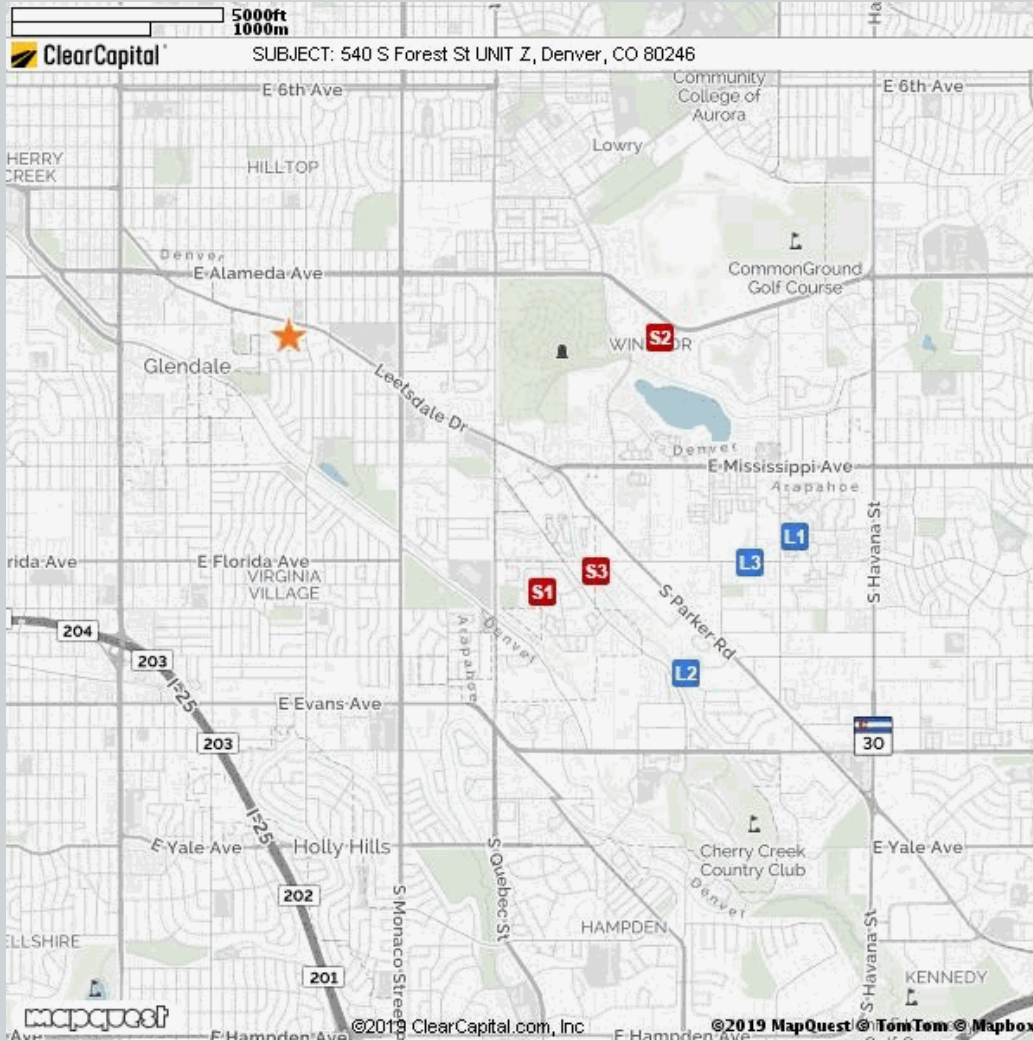 5000ft
1000m
Ha
ClearCapital
SUBJECT: 540 S Forest St UNIT Z, Denver, CO 80246
E 6th Ave
Community
College of
Aurora
E 6th Ave
Lowry
HERRY
CREEK
HILLTOP
Denver
E Alameda Ave
CommonGround
Golf Course
S2
Glendale
Leetsdale Dr
Denver
E Mississippi Ave
Arapahoe
S Havana St
L1
L3
rida Ave
E Florida Ave
VIRGINIA
VILLAGE
S3
S1
S Parker Rd
Arapahoe
Denver
204
203
I-25
L2
E Evans Ave
203
30
I-25
E Yale Ave
Holly Hills
S Quebec St
Cherry Creek
Country Club
E Yale Ave
Denver
202
S Monaco Street
HAMPDEN
S Havana St
ELLSHIRE
201
KENNEDY
mapquest
©2019 ClearCapital.com, Inc
©2019 MapQuest © TomTom © Mapbox
Ave
E Hampden Ave
E Hampden Ave